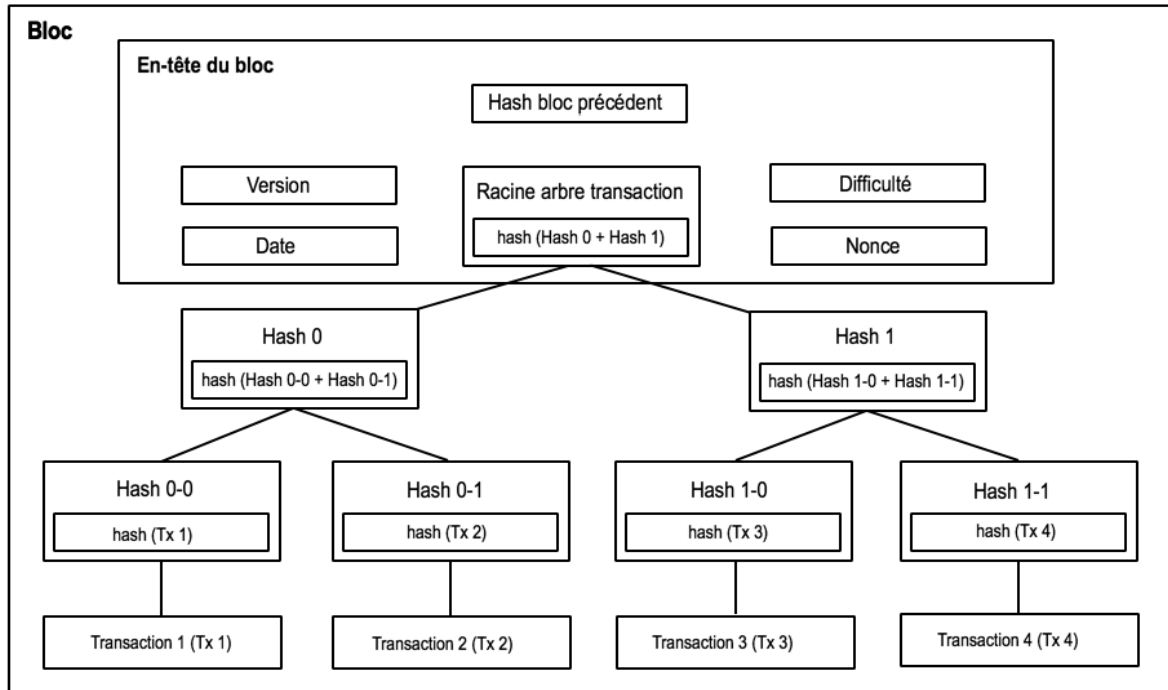 Bloc
En-tête du bloc
Hash bloc précédent
Version
Racine arbre transaction
Difficulté
Date
hash (Hash 0 + Hash 1)
Nonce
Hash 0
Hash 1
hash (Hash 0-0 + Hash 0-1)
hash (Hash 1-0 + Hash 1-1)
Hash 0-0
Hash 0-1
Hash 1-0
Hash 1-1
hash (Tx 1)
hash (Tx 2)
hash (Tx 3)
hash (Tx 4)
Transaction 1 (Tx 1)
Transaction 2 (Tx 2)
Transaction 3 (Tx 3)
Transaction 4 (Tx 4)